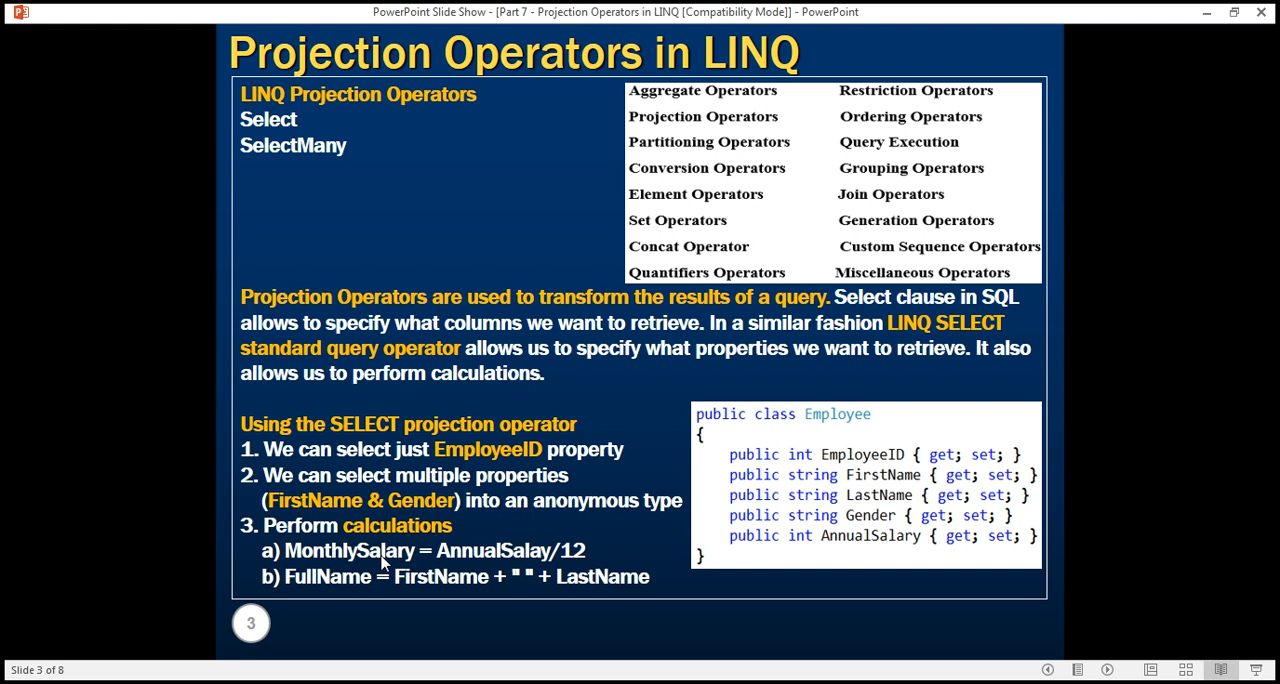 PowerPoint Slide Show - [Part 7 - Projection Operators in LINQ [Compatibility Mode]] - PowerPoint
Projection Operators in LINQ
LINQ Projection Operators
Select
SelectMany
Aggregate Operators Restriction Operators
Projection Operators Ordering Operators
Partitioning Operators Query Execution
Conversion Operators Grouping Operators
Element Operators Join Operators
Set Operators Generation Operators
Concat Operator Custom Sequence Operators
Quantifiers Operators Miscellaneous Operators
Projection Operators are used to transform the results of a query. Select clause in SQL
allows to specify what columns we want to retrieve. In a similar fashion LINQ SELECT
standard query operator allows us to specify what properties we want to retrieve. It also
allows us to perform calculations.
Using the SELECT projection operator
1. We can select just EmployeeID property
2. We can select multiple properties
(FirstName & Gender) into an anonymous type
3. Perform calculations
a) MonthlySalary = AnnualSalay/12
b) FullName = FirstName + " " + LastName
public class Employee
{
public int EmployeeID { get; set; }
public string FirstName { get; set; }
public string LastName { get; set; }
public string Gender { get; set; }
public int AnnualSalary { get; set; }
}
3
Slide 3 of 8